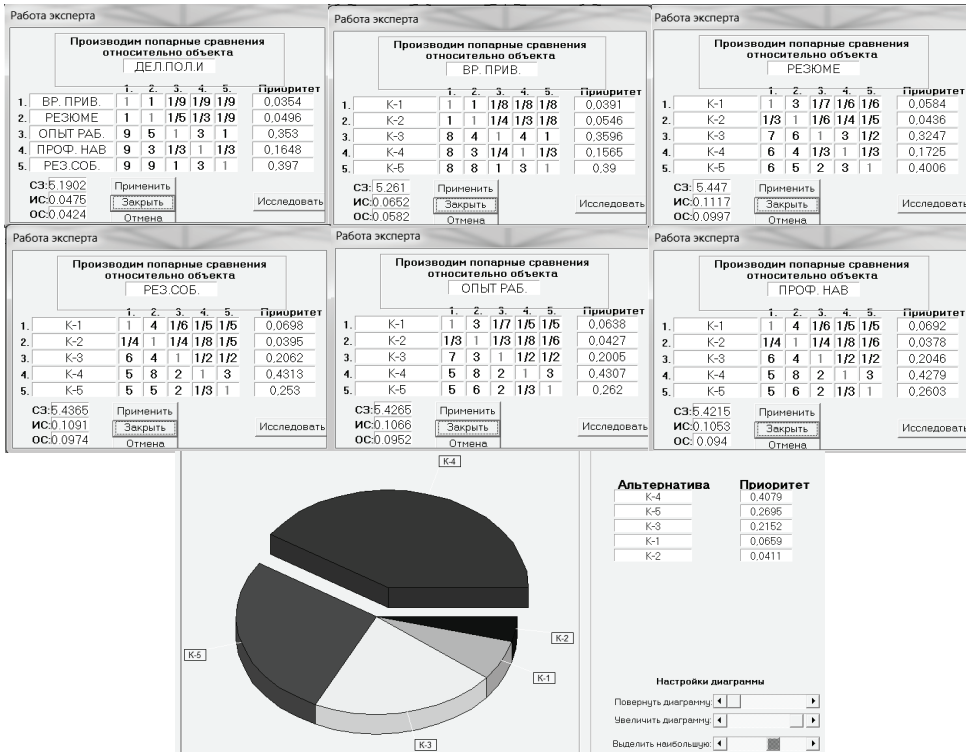 Работа эксперта
Производим попарные сравнения
относительно объекта
ДЕЛ.ПОЛ.И
1. 2. 3. 4. 5. Приоритет
1. ВР. ПРИВ. 1 1 1/9 1/9 1/9 0,0354
2. РЕЗЮМЕ 1 1 1/5 1/3 1/9 0,0496
3. ОПЫТ РАБ. 9 5 1 3 1 0,353
4. ПРОФ. НАВ 9 3 1/3 1 1/3 0,1648
5. РЕЗ.СОБ. 9 9 1 3 1 0,397
СЗ:5.1902 Применить
ИС:0.0475 Закрыть Исследовать
ОС:0.0424 Отмена
Работа эксперта
Производим попарные сравнения
относительно объекта
ВР. ПРИВ.
1. 2. 3. 4. 5. Приоритет
1. К-1 1 1 1/8 1/8 1/8 0,0391
2. К-2 1 1 1/4 1/3 1/8 0,0546
3. К-3 8 4 1 4 1 0,3596
4. К-4 8 3 1/4 1 1/3 0,1565
5. К-5 8 8 1 3 1 0,39
СЗ: 5.261 Применить
ИС:0.0652 Закрыть Исследовать
ОС:0.0582 Отмена
Работа эксперта
Производим попарные сравнения
относительно объекта
РЕЗЮМЕ
1. 2. 3. 4. 5. Приоритет
1. К-1 1 3 1/7 1/6 1/6 0,0584
2. К-2 1/3 1 1/6 1/4 1/5 0,0436
3. К-3 7 6 1 3 1/2 0,3247
4. К-4 6 4 1/3 1 1/3 0,1725
5. К-5 6 5 2 3 1 0,4006
СЗ: 5.447 Применить
ИС:0.1117 Закрыть Исследовать
ОС:0.0997 Отмена
Работа эксперта
Производим попарные сравнения
относительно объекта
РЕЗ.СОБ.
1. 2. 3. 4. 5. Приоритет
1. К-1 1 4 1/6 1/5 1/5 0,0698
2. К-2 1/4 1 1/4 1/8 1/5 0,0395
3. К-3 6 4 1 1/2 1/2 0,2062
4. К-4 5 8 2 1 3 0,4313
5. К-5 5 5 2 1/3 1 0,253
СЗ:5.4365 Применить
ИС:0.1091 Закрыть Исследовать
ОС:0.0974 Отмена
Работа эксперта
Производим попарные сравнения
относительно объекта
ОПЫТ РАБ.
1. 2. 3. 4. 5. Приоритет
1. К-1 1 3 1/7 1/5 1/5 0,0638
2. К-2 1/3 1 1/3 1/8 1/6 0,0427
3. К-3 7 3 1 1/2 1/2 0,2005
4. К-4 5 8 2 1 3 0,4307
5. К-5 5 6 2 1/3 1 0,262
СЗ:5.4265 Применить
ИС:0.1066 Закрыть Исследовать
ОС:0.0952 Отмена
Работа эксперта
Производим попарные сравнения
относительно объекта
ПРОФ. НАВ
1. 2. 3. 4. 5. Приоритет
1. К-1 1 4 1/6 1/5 1/5 0,0692
2. К-2 1/4 1 1/4 1/8 1/6 0,0378
3. К-3 6 4 1 1/2 1/2 0,2046
4. К-4 5 8 2 1 3 0,4279
5. К-5 5 6 2 1/3 1 0,2603
СЗ:5.4215 Применить
ИС:0.1053 Закрыть Исследовать
ОС: 0.094 Отмена
К-4
К-2
К-1
К-5
К-3
Альтернатива Приоритет
К-4 0,4079
К-5 0,2695
К-3 0,2152
К-1 0,0659
К-2 0,0411
Настройки диаграммы
Повернуть диаграмму:
Увеличить диаграмму:
Выделить наибольшую: